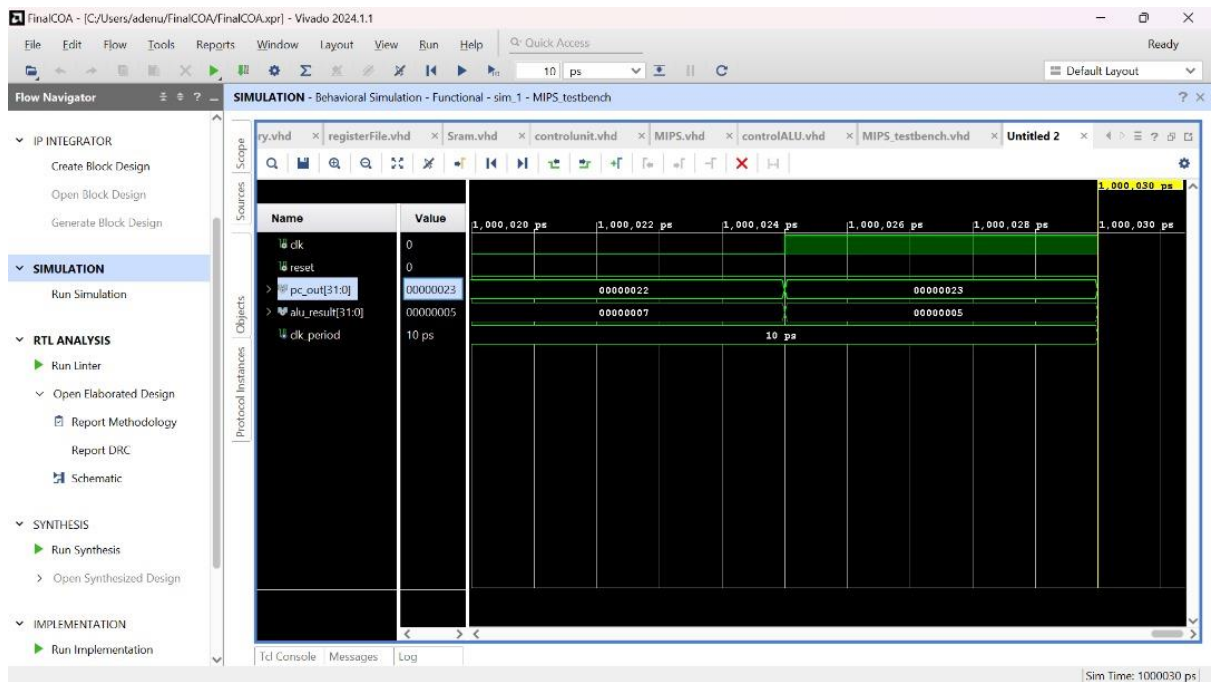 FinalCOA - [C:/Users/adenu/FinalCOA/FinalCOA.xpr] - Vivado 2024.1.1
File Edit Flow Tools Reports Window Layout View Run Help Quick Access Ready
10 ps Default Layout
Flow Navigator SIMULATION - Behavioral Simulation - Functional - sim_1 - MIPS_testbench
IP INTEGRATOR
Create Block Design
Open Block Design
Generate Block Design
SIMULATION
Run Simulation
RTL ANALYSIS
Run Linter
Open Elaborated Design
Report Methodology
Report DRC
Schematic
SYNTHESIS
Run Synthesis
Open Synthesized Design
IMPLEMENTATION
Run Implementation
Scope
Sources
Objects
Protocol Instances
ry.vhd registerFile.vhd Sram.vhd controlunit.vhd MIPS.vhd controlALU.vhd MIPS_testbench.vhd Untitled 2
1,000,030 ps
Name Value 1,000,020 ps 1,000,022 ps 1,000,024 ps 1,000,026 ps 1,000,028 ps 1,000,030 ps
clk 0
reset 0
pc_out[31:0] 00000023 00000022 00000023
alu_result[31:0] 00000005 00000007 00000005
clk_period 10 ps 10 ps
Tcl Console Messages Log
Sim Time: 1000030 ps